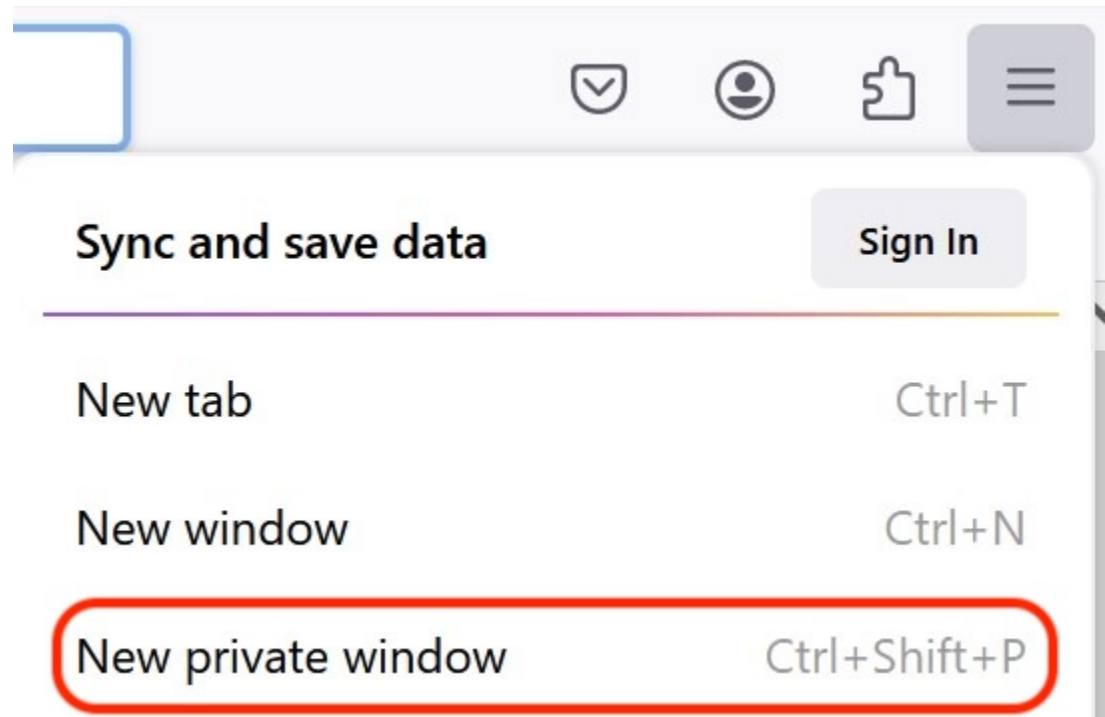 Sync and save data Sign In
New tab Ctrl+T
New window Ctrl+N
New private window Ctrl+Shift+P